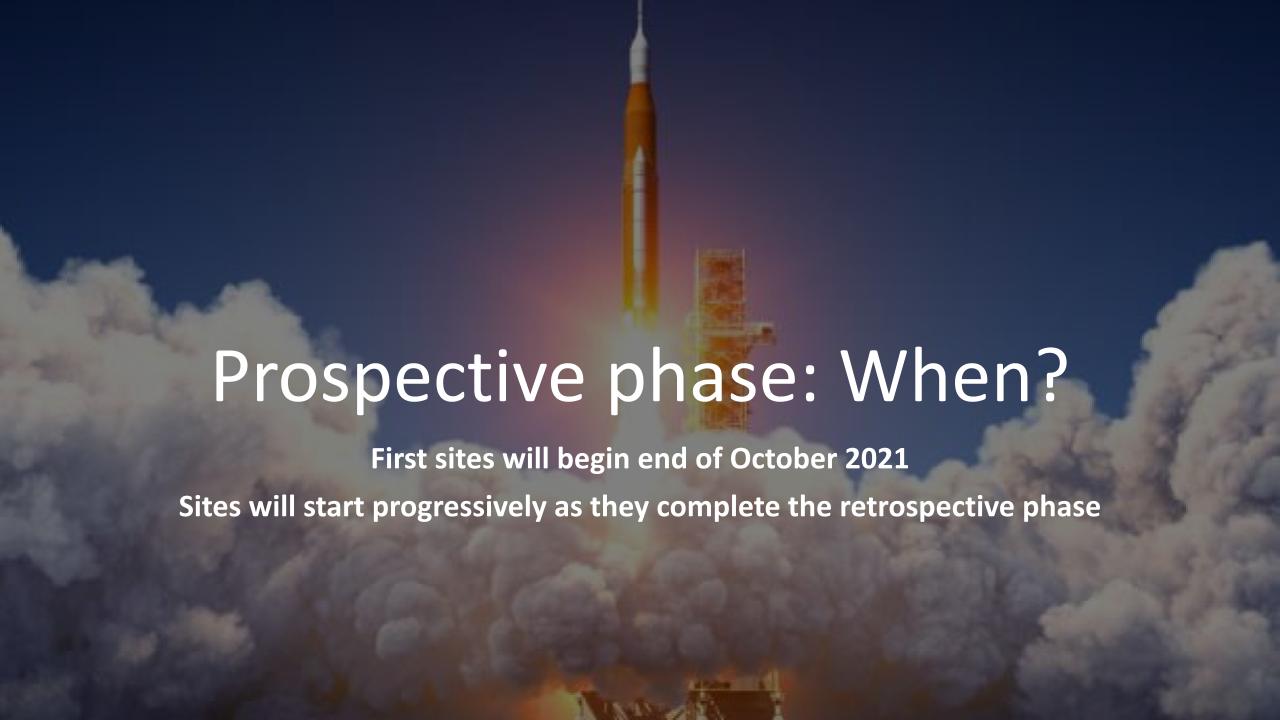 Prospective phase: When?
First sites will begin end of October 2021
Sites will start progressively as they complete the retrospective phase